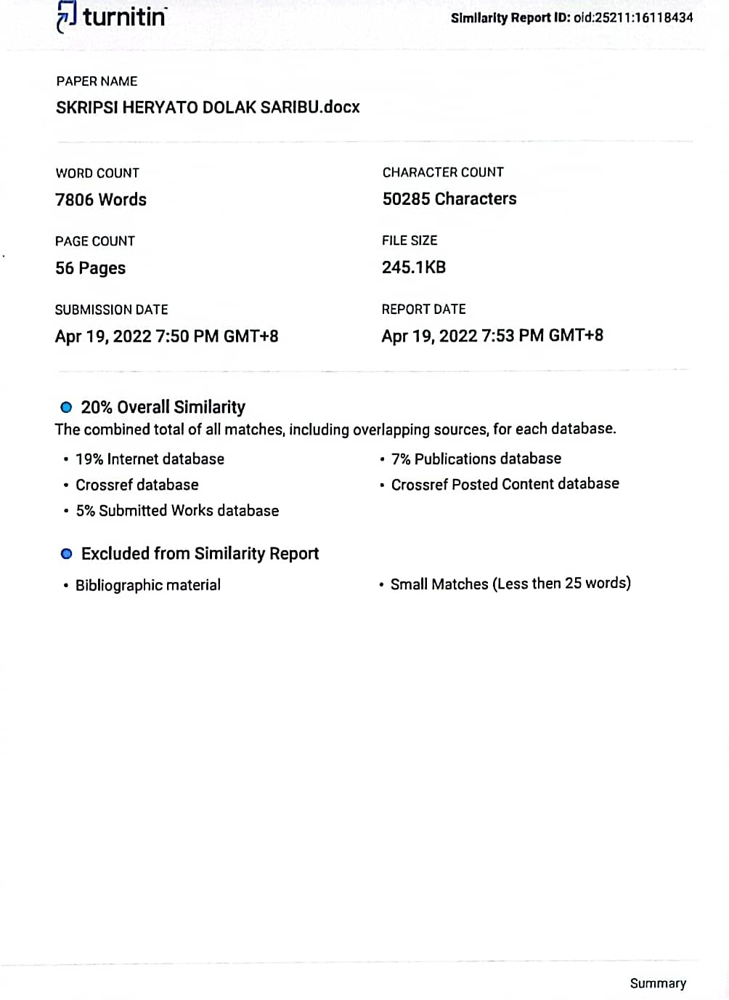 turnitin
Similarity Report ID: oid:25211:16118434
PAPER NAME
SKRIPSI HERYATO DOLAK SARIBU.docx
WORD COUNT
7806 Words
CHARACTER COUNT
50285 Characters
PAGE COUNT
56 Pages
FILE SIZE
245.1KB
SUBMISSION DATE
Apr 19, 2022 7:50 PM GMT+8
REPORT DATE
Apr 19, 2022 7:53 PM GMT+8
20% Overall Similarity
The combined total of all matches, including overlapping sources, for each database.
• 19% Internet database
• 7% Publications database
• Crossref database
• Crossref Posted Content database
• 5% Submitted Works database
Excluded from Similarity Report
• Bibliographic material
• Small Matches (Less then 25 words)
Summary